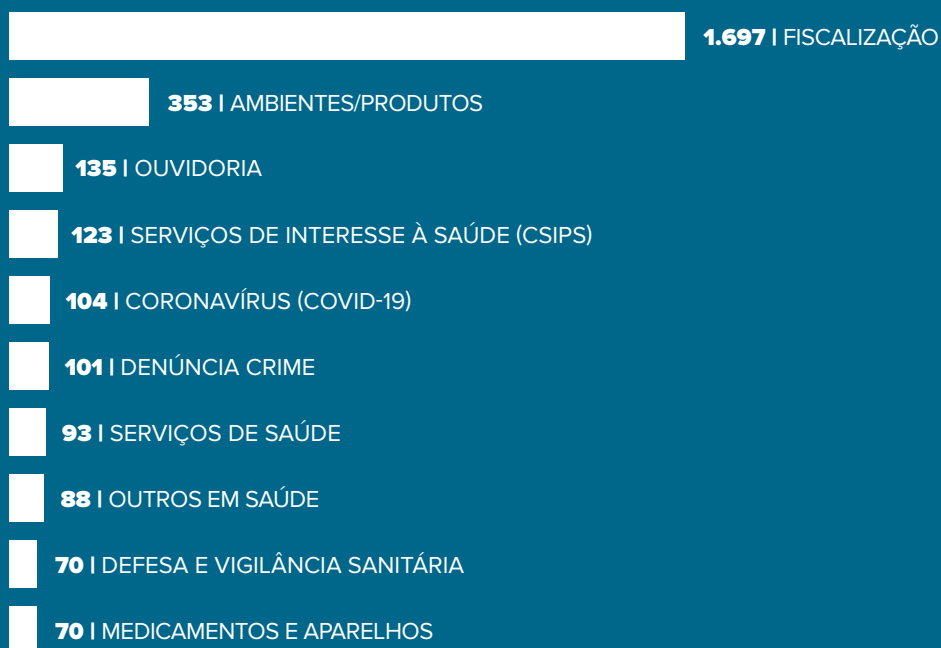 1.697 | FISCALIZAÇÃO
353 | AMBIENTES/PRODUTOS
135 | OUVIDORIA
123 | SERVIÇOS DE INTERESSE À SAÚDE (CSIPS)
104 | CORONAVÍRUS (COVID-19)
101 | DENÚNCIA CRIME
93 | SERVIÇOS DE SAÚDE
88 | OUTROS EM SAÚDE
70 | DEFESA E VIGILÂNCIA SANITÁRIA
70 | MEDICAMENTOS E APARELHOS